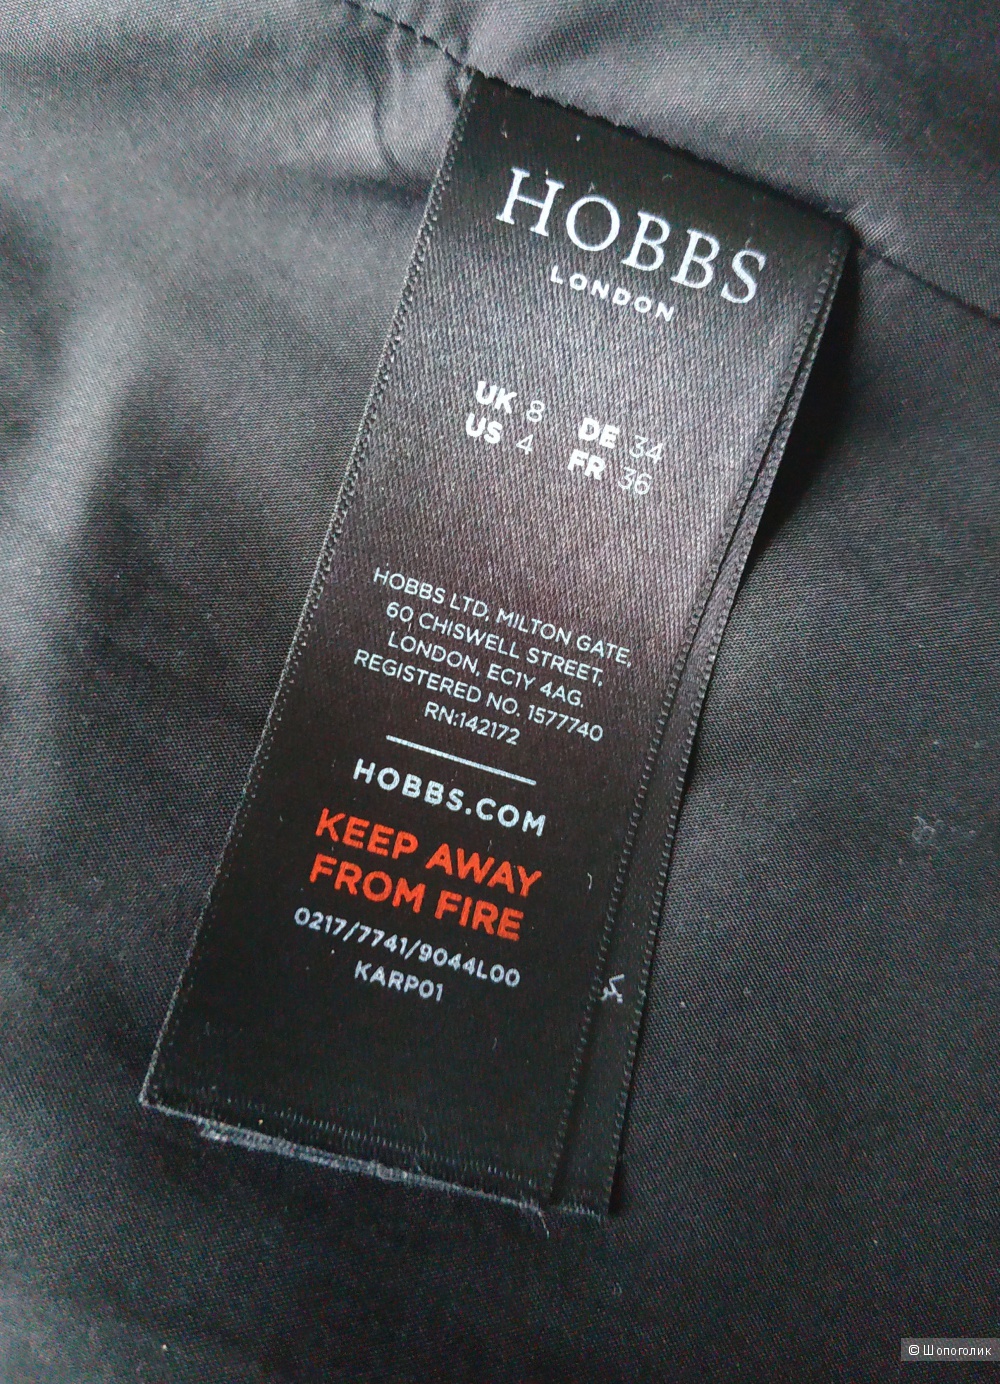 HOBBS
LONDON
UK 8 DE 34
US 4 FR 36
HOBBS LTD, MILTON GATE,
60 CHISWELL STREET,
LONDON, EC1Y 4AG.
REGISTERED NO. 1577740
RN:142172
HOBBS.COM
KEEP AWAY
FROM FIRE
0217/7741/9044L00
KARP01
© Шопоголик